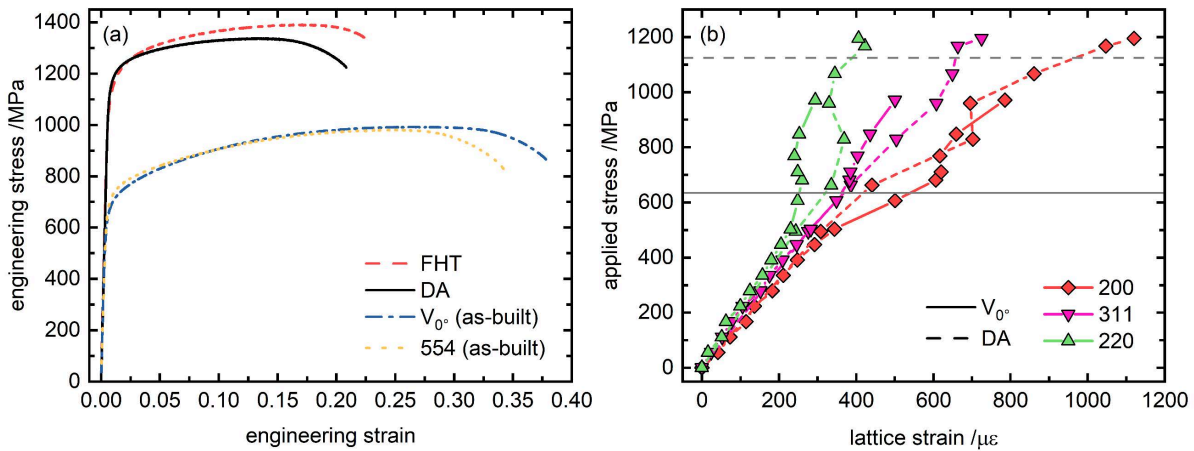 (a)
engineering stress /MPa
1400
1200
1000
800
600
400
200
0
0.00 0.05 0.10 0.15 0.20 0.25 0.30 0.35 0.40
engineering strain
FHT
DA
V0° (as-built)
554 (as-built)
(b)
applied stress /MPa
1200
1000
800
600
400
200
0
0 200 400 600 800 1000 1200
lattice strain /με
V0°
DA
200
311
220